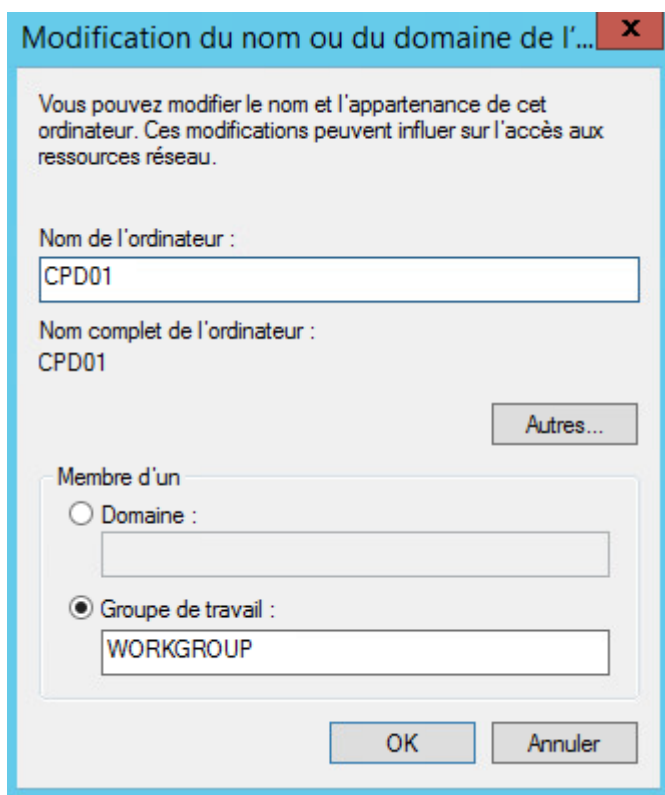 Modification du nom ou du domaine de l'...
x
Vous pouvez modifier le nom et l'appartenance de cet
ordinateur. Ces modifications peuvent influer sur l'accès aux
ressources réseau.
Nom de l'ordinateur :
CPD01
Nom complet de l'ordinateur :
CPD01
Autres...
Membre d'un
Domaine :
Groupe de travail :
WORKGROUP
OK
Annuler